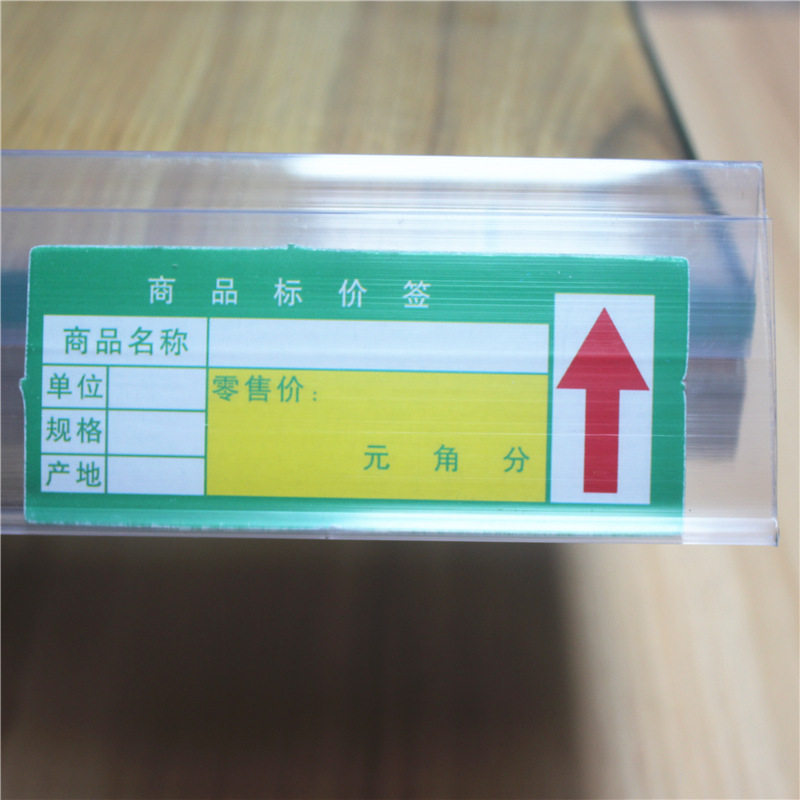 商品标价签
商品名称
单位
零售价：
规格
元 角 分
产地